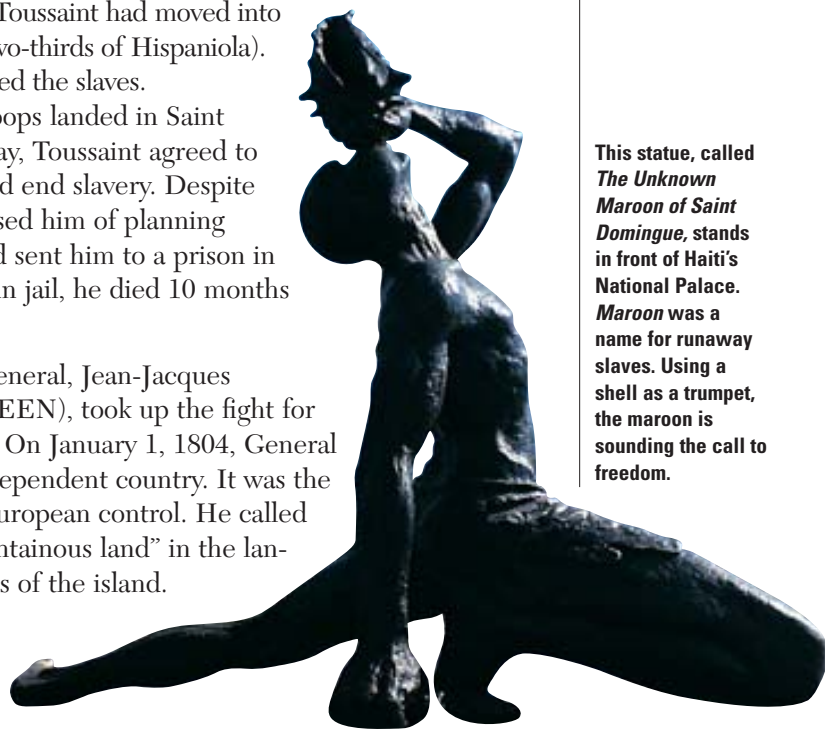 Toussaint had moved into
wo-thirds of Hispaniola).
ed the slaves.
oops landed in Saint
ay, Toussaint agreed to
d end slavery. Despite
sed him of planning
d sent him to a prison in
in jail, he died 10 months
eneral, Jean-Jacques
EEN), took up the fight for
On January 1, 1804, General
ependent country. It was the
uropean control. He called
ntainous land” in the lan-
s of the island.
This statue, called
The Unknown
Maroon of Saint
Domingue, stands
in front of Haiti’s
National Palace.
Maroon was a
name for runaway
slaves. Using a
shell as a trumpet,
the maroon is
sounding the call to
freedom.